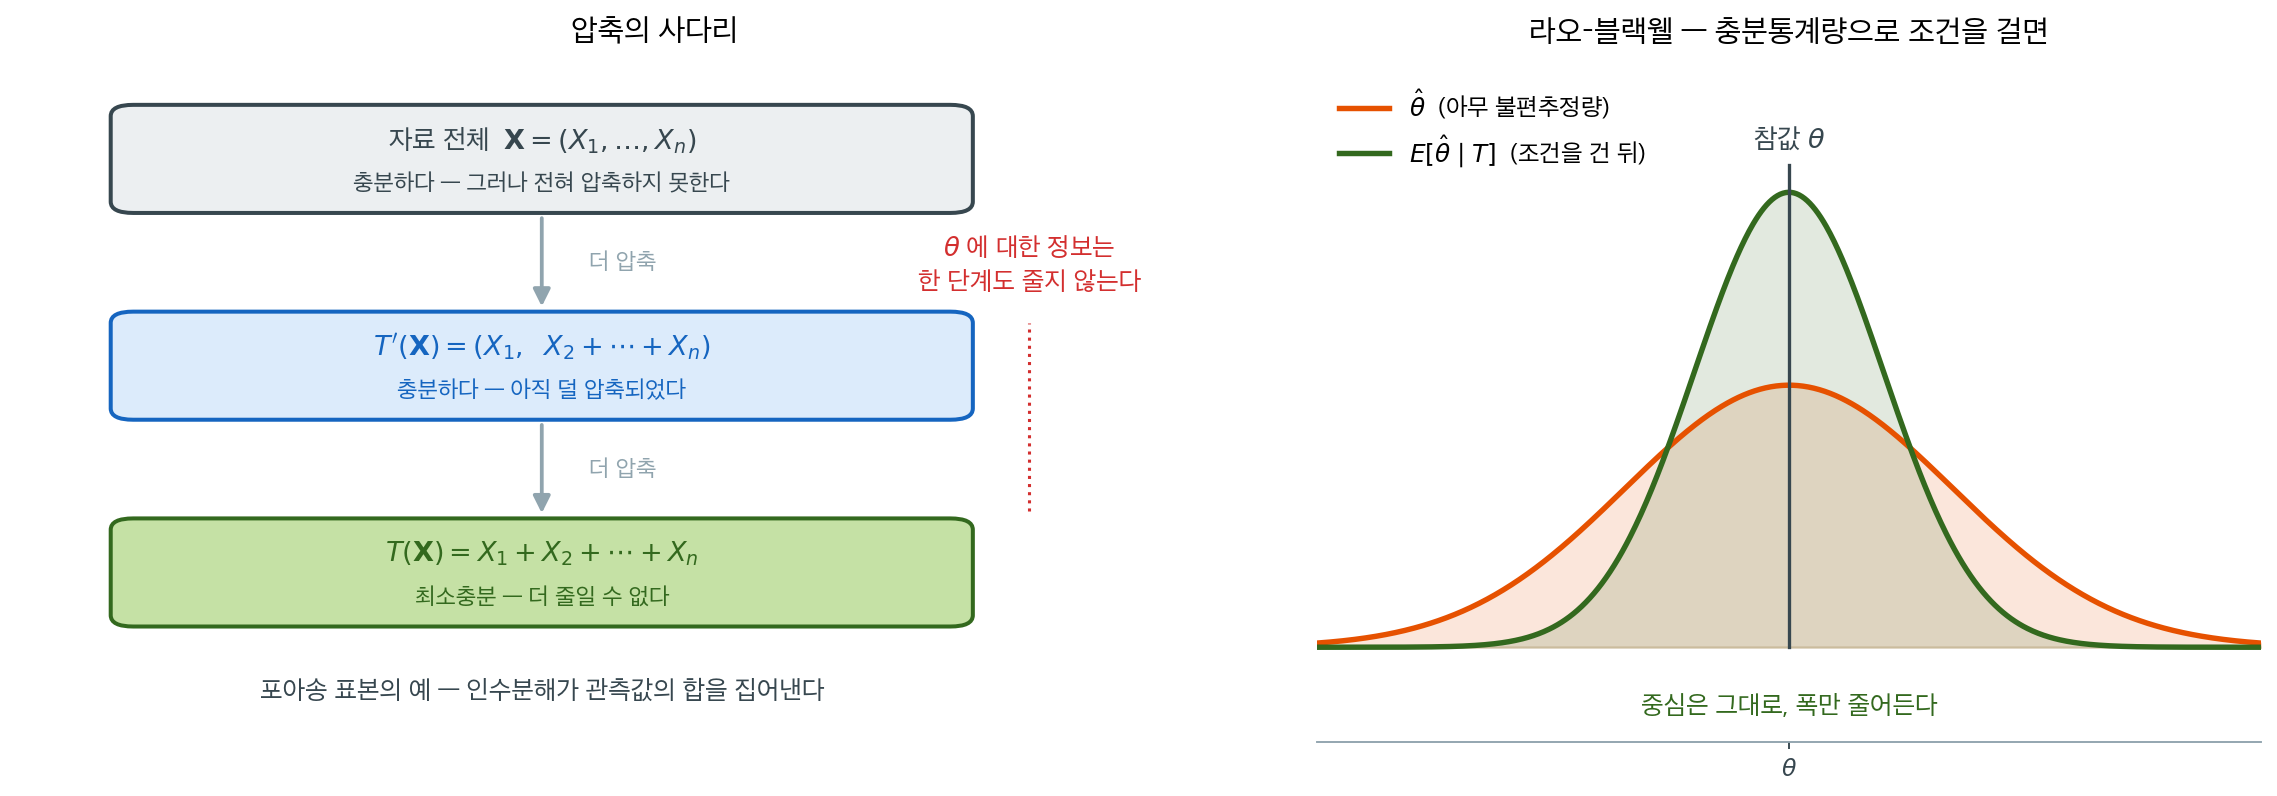 압축의 사다리
자료 전체 X = (X₁, …, Xₙ)
충분하다 — 그러나 전혀 압축하지 못한다
더 압축
θ 에 대한 정보는
한 단계도 줄지 않는다
T′(X) = (X₁, X₂ + ⋯ + Xₙ)
충분하다 — 아직 덜 압축되었다
더 압축
T(X) = X₁ + X₂ + ⋯ + Xₙ
최소충분 — 더 줄일 수 없다
포아송 표본의 예 — 인수분해가 관측값의 합을 집어낸다
라오-블랙웰 — 충분통계량으로 조건을 걸면
θ̂ (아무 불편추정량)
E[θ̂ | T] (조건을 건 뒤)
참값 θ
중심은 그대로, 폭만 줄어든다
θ